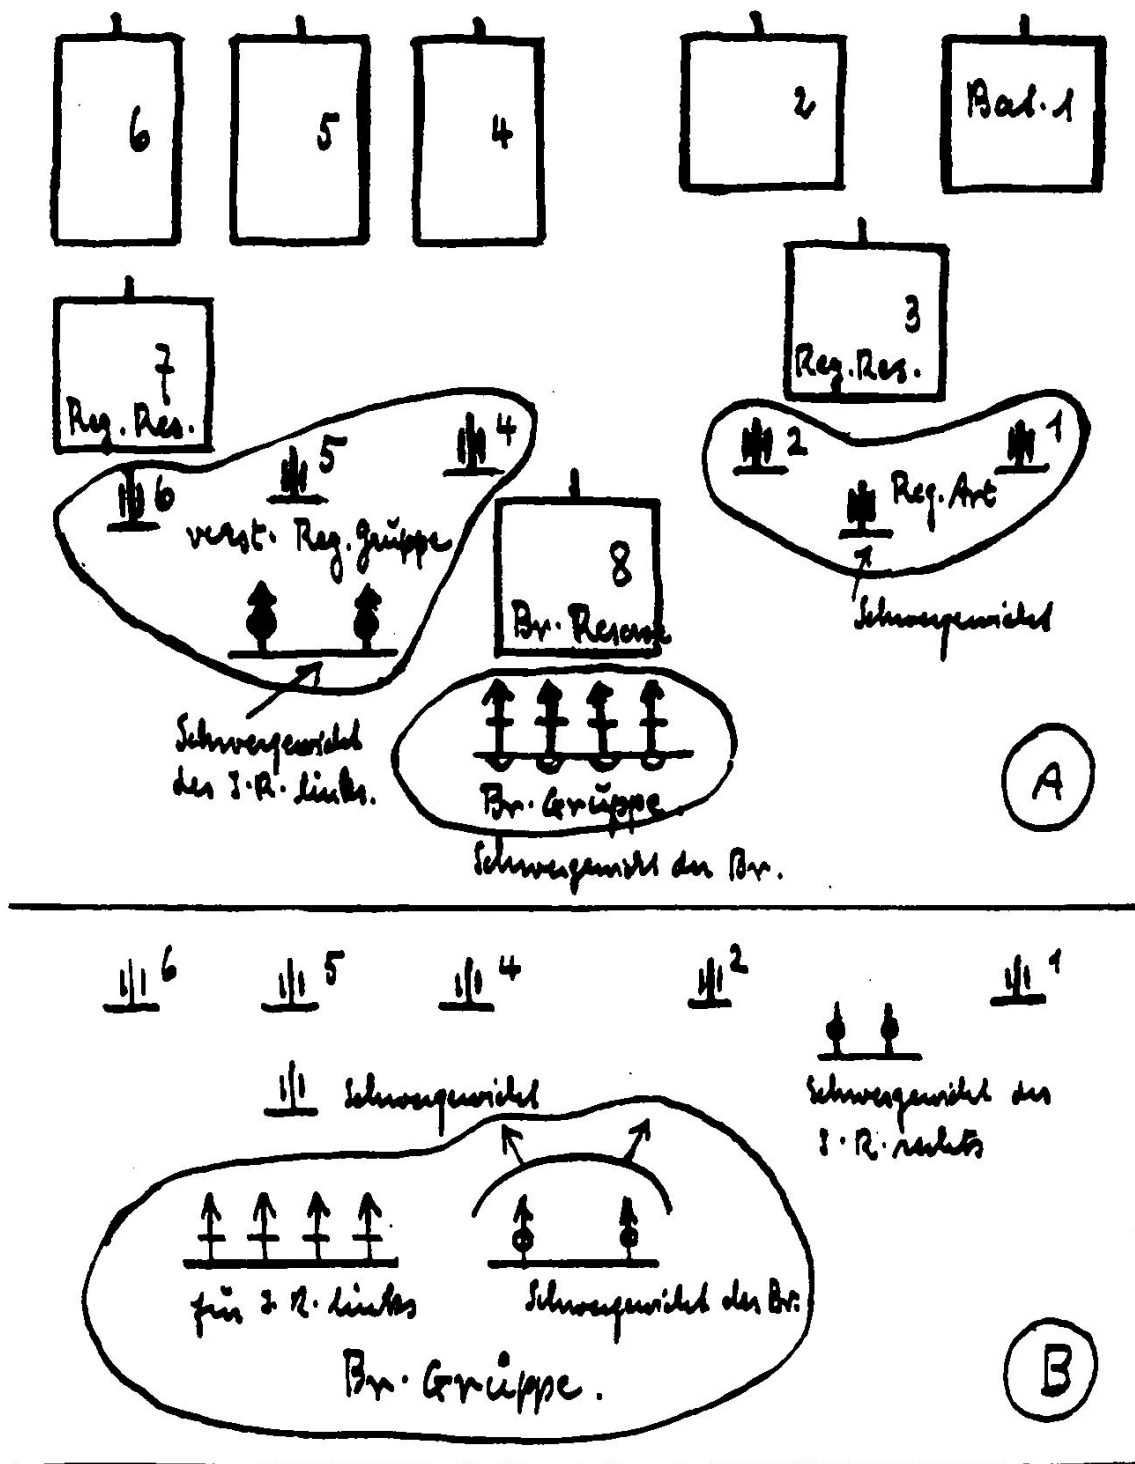 6
5
4
2
Bat. 1
7
Reg. Res.
3
Reg. Res.
6
5
4
verst. Reg. Gruppe
2
1
Reg. Art
Schwergewicht
8
Br. Reserve
Schwergewicht
des I. R. links.
Br. Gruppe
Schwergewicht der Br.
A
6
5
4
2
1
Schwergewicht
Schwergewicht des
I. R. rechts
für I. R. links
Schwergewicht der Br.
Br. Gruppe.
B